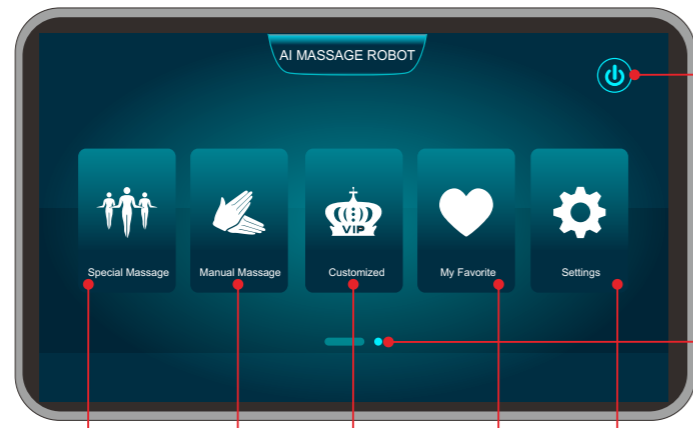 AI MASSAGE ROBOT
Special Massage
Manual Massage
VIP
Customized
My Favorite
Settings